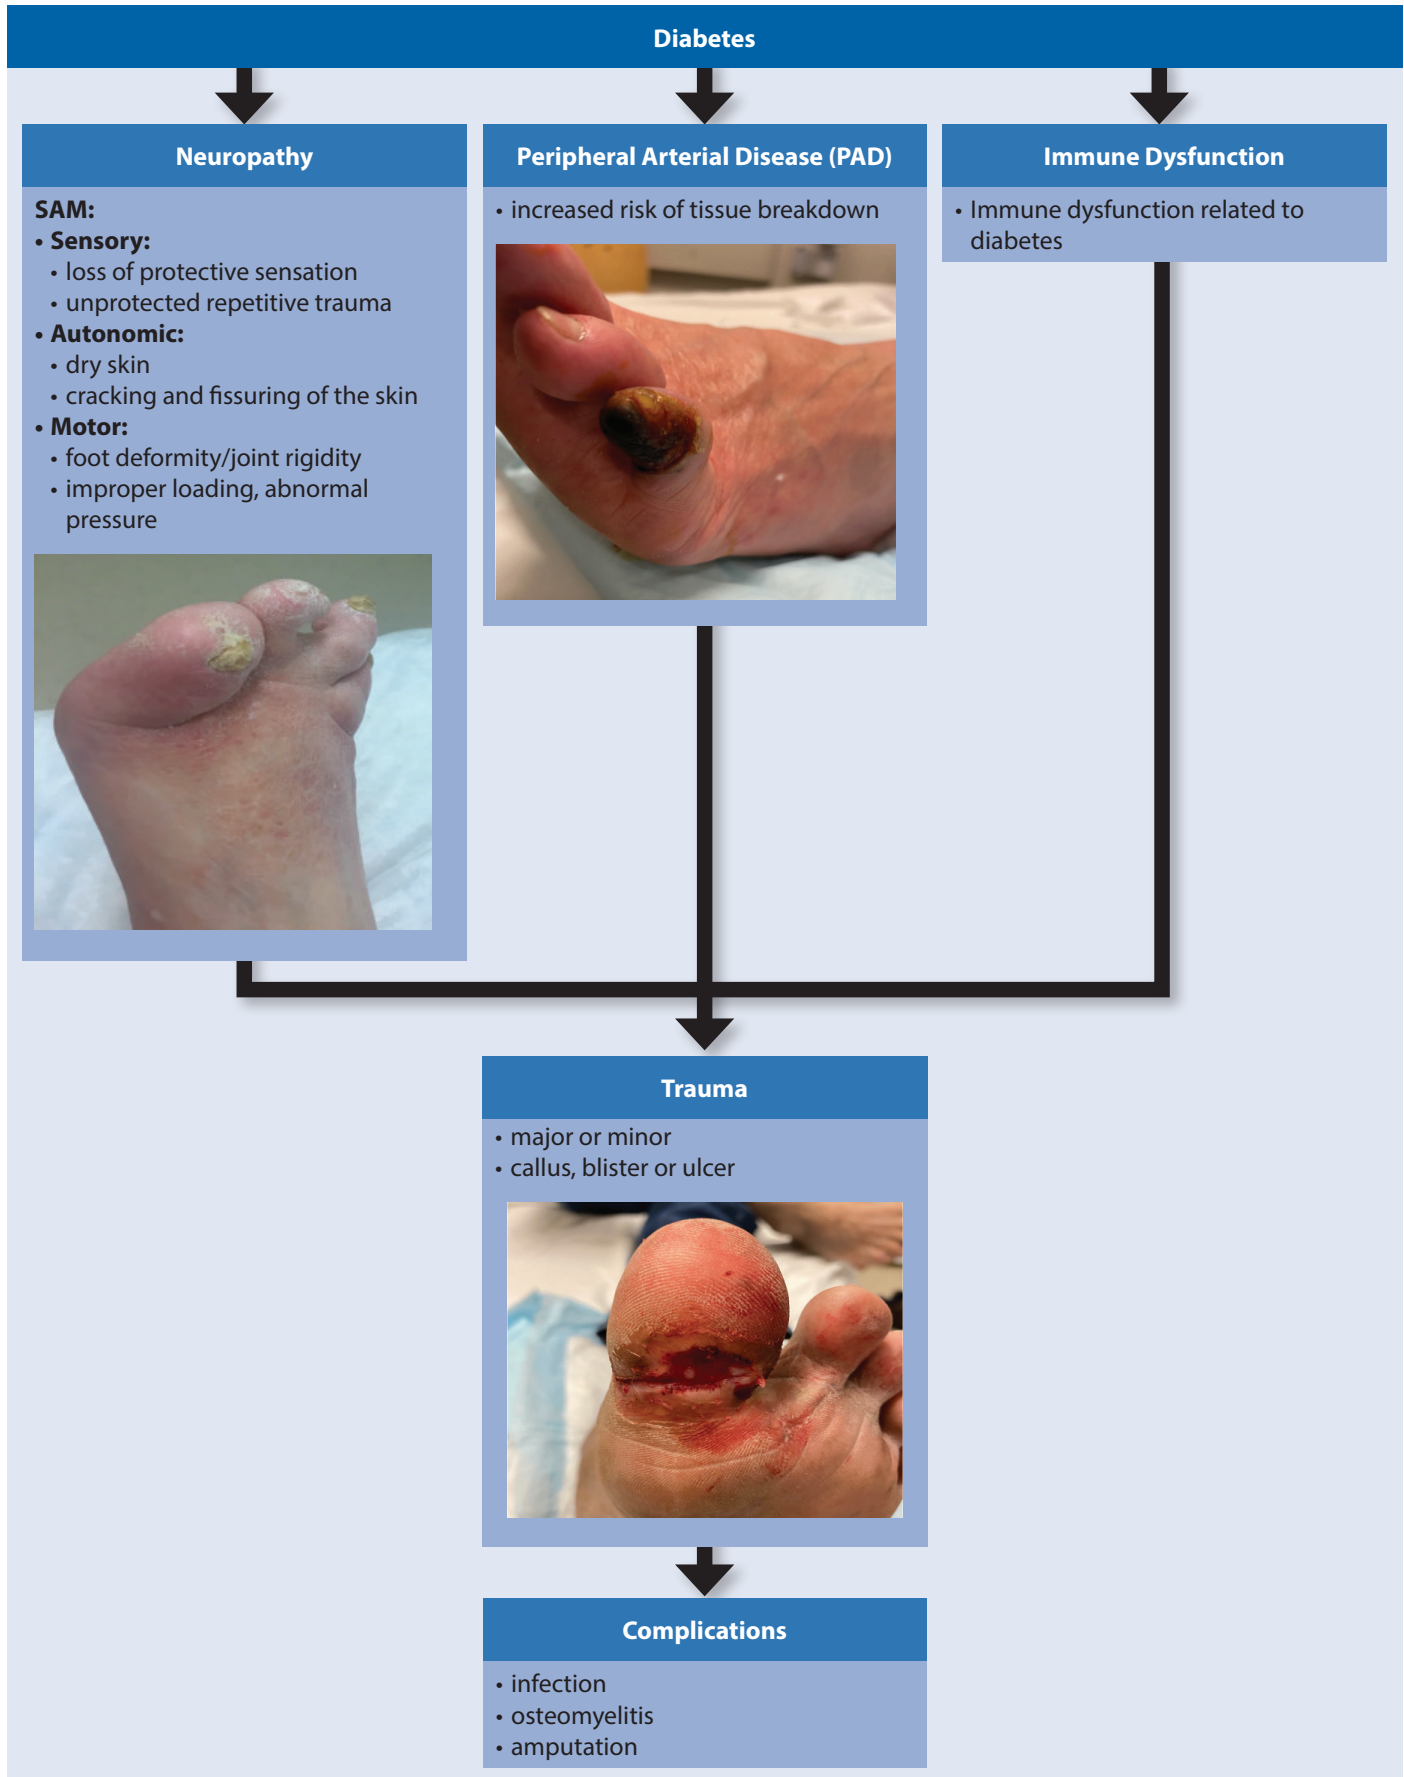 Diabetes
Neuropathy
SAM:
• Sensory:
• loss of protective sensation
• unprotected repetitive trauma
• Autonomic:
• dry skin
• cracking and fissuring of the skin
• Motor:
• foot deformity/joint rigidity
• improper loading, abnormal
pressure
Peripheral Arterial Disease (PAD)
• increased risk of tissue breakdown
Immune Dysfunction
• Immune dysfunction related to
diabetes
Trauma
• major or minor
• callus, blister or ulcer
Complications
• infection
• osteomyelitis
• amputation